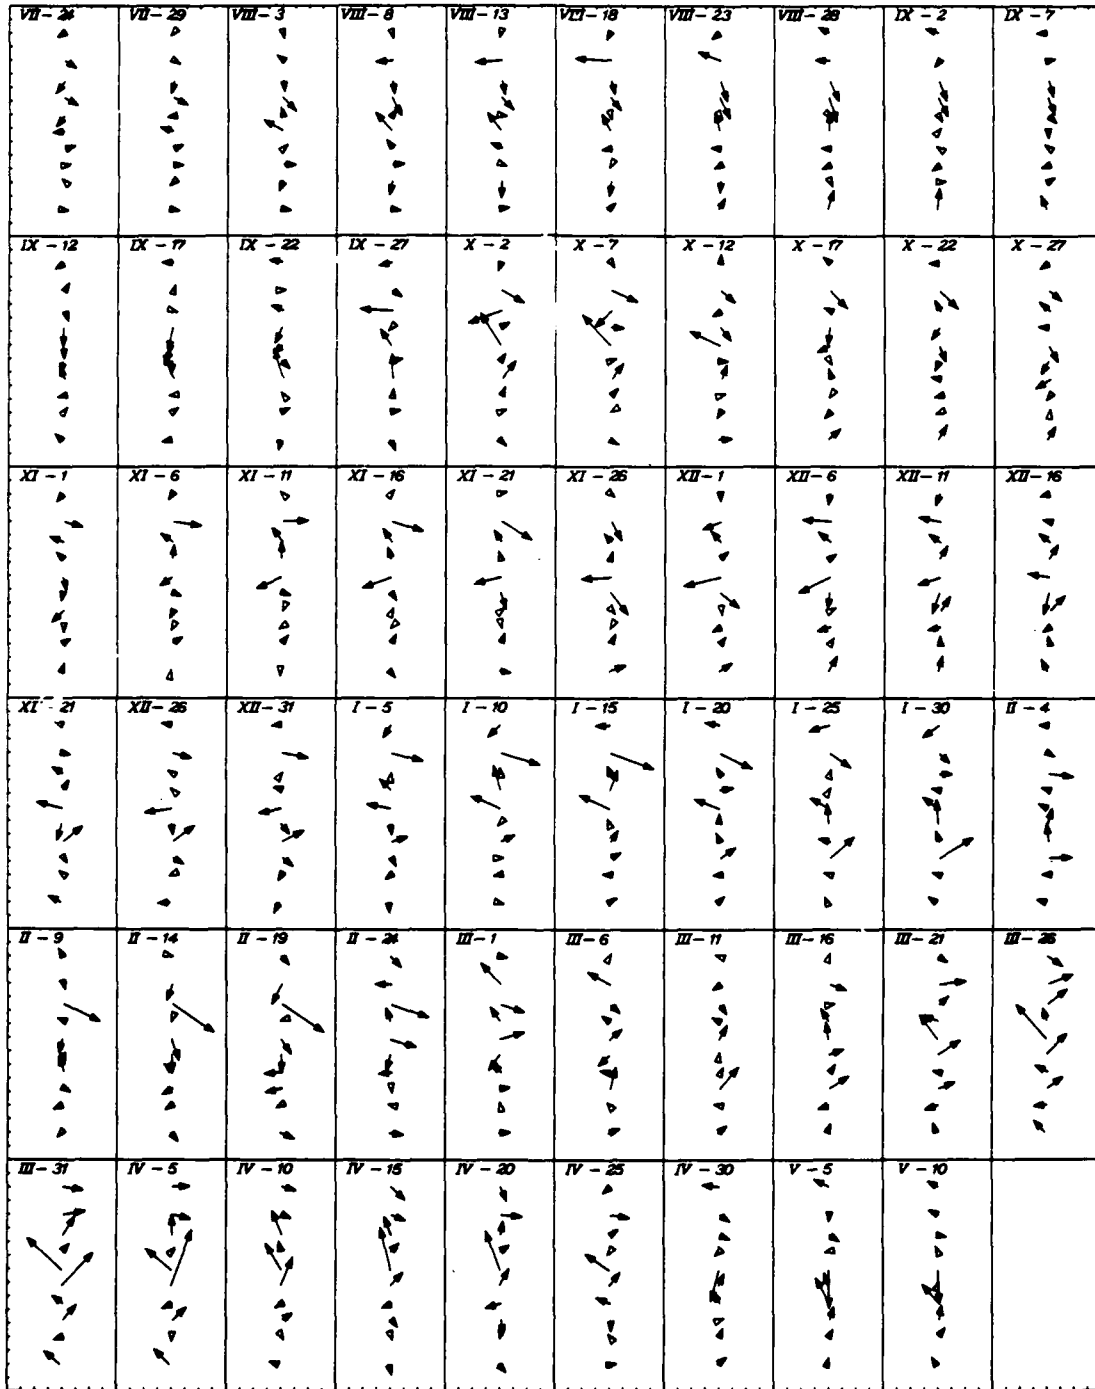 VII - 24 VII - 29 VIII - 3 VIII - 8 VIII - 13 VIII - 18 VIII - 23 VIII - 28 IX - 2 IX - 7
IX - 12 IX - 17 IX - 22 IX - 27 X - 2 X - 7 X - 12 X - 17 X - 22 X - 27
XI - 1 XI - 6 XI - 11 XI - 16 XI - 21 XI - 26 XII - 1 XII - 6 XII - 11 XII - 16
XI - 21 XII - 26 XII - 31 I - 5 I - 10 I - 15 I - 20 I - 25 I - 30 II - 4
II - 9 II - 14 II - 19 II - 24 III - 1 III - 6 III - 11 III - 16 III - 21 III - 26
III - 31 IV - 5 IV - 10 IV - 15 IV - 20 IV - 25 IV - 30 V - 5 V - 10